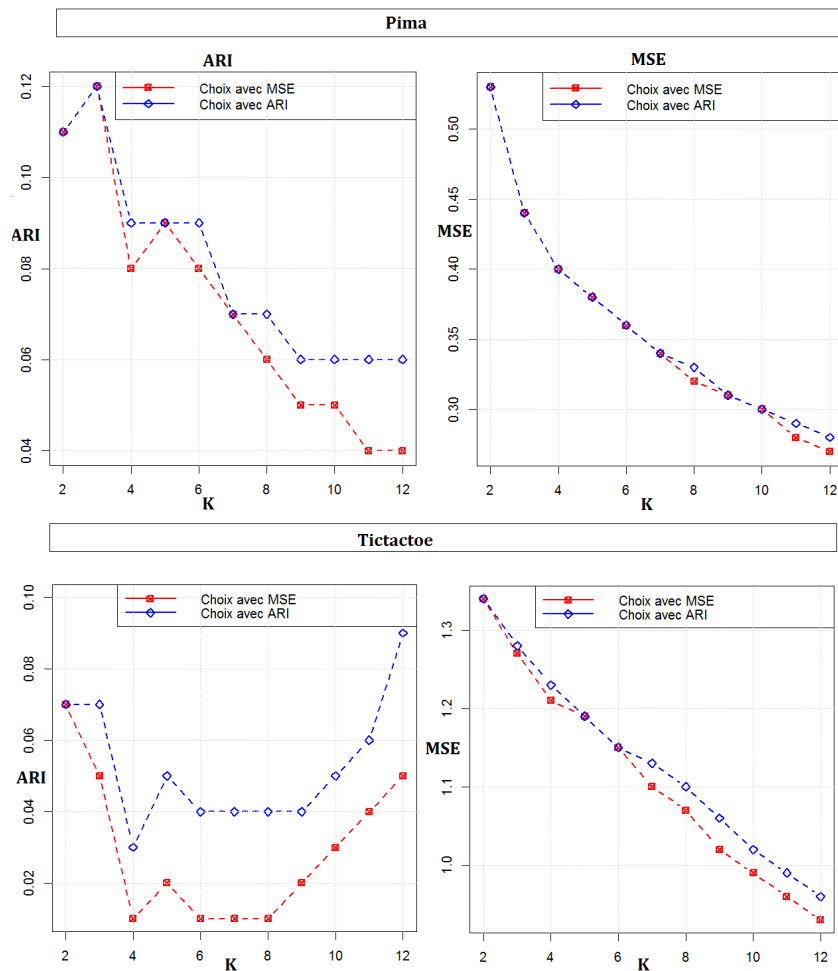 Pima
ARI
MSE
Choix avec MSE
Choix avec ARI
0.12
0.10
0.08
0.06
0.04
ARI
2 4 6 8 10 12
K
Choix avec MSE
Choix avec ARI
0.50
0.45
0.40
0.35
0.30
MSE
2 4 6 8 10 12
K
Tictactoe
Choix avec MSE
Choix avec ARI
0.10
0.08
0.06
0.04
0.02
ARI
2 4 6 8 10 12
K
Choix avec MSE
Choix avec ARI
1.3
1.2
1.1
1.0
MSE
2 4 6 8 10 12
K